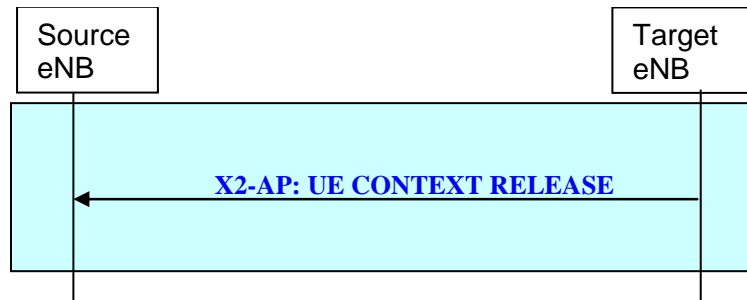 Source
eNB
Target
eNB
X2-AP: UE CONTEXT RELEASE